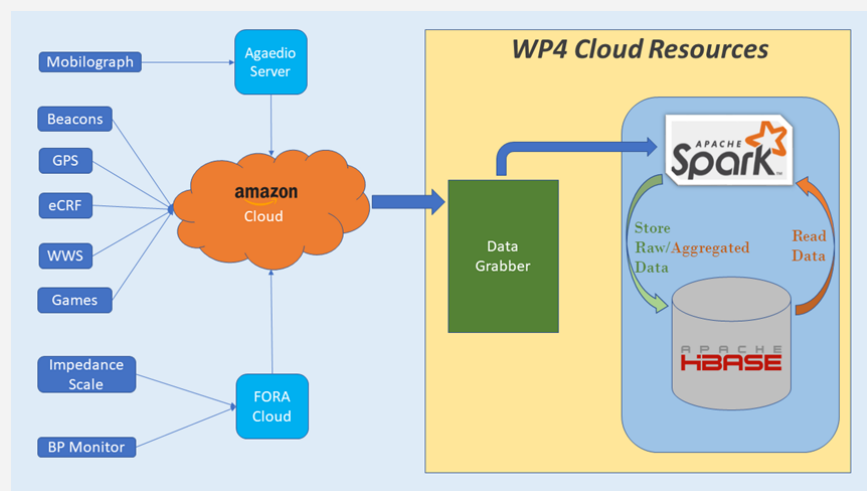 Mobilograph
Agaedio
Server
WP4 Cloud Resources
Beacons
GPS
eCRF
WWS
Games
amazon
Cloud
Data
Grabber
APACHE
Spark™
Store
Raw/Aggregated
Data
Read
Data
APACHE
HBASE
Impedance
Scale
FORA
Cloud
BP Monitor